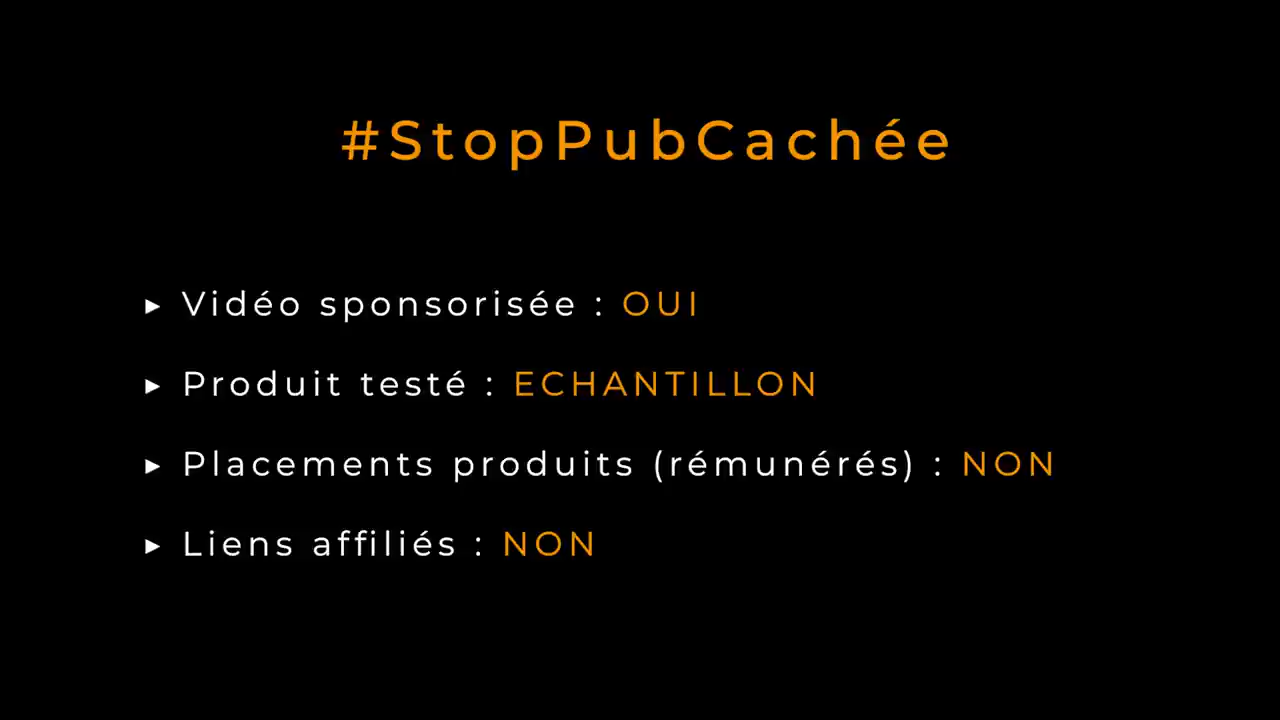 #StopPubCachée
▸ Vidéo sponsorisée : OUI
▸ Produit testé : ECHANTILLON
▸ Placements produits (rémunérés) : NON
▸ Liens affiliés : NON